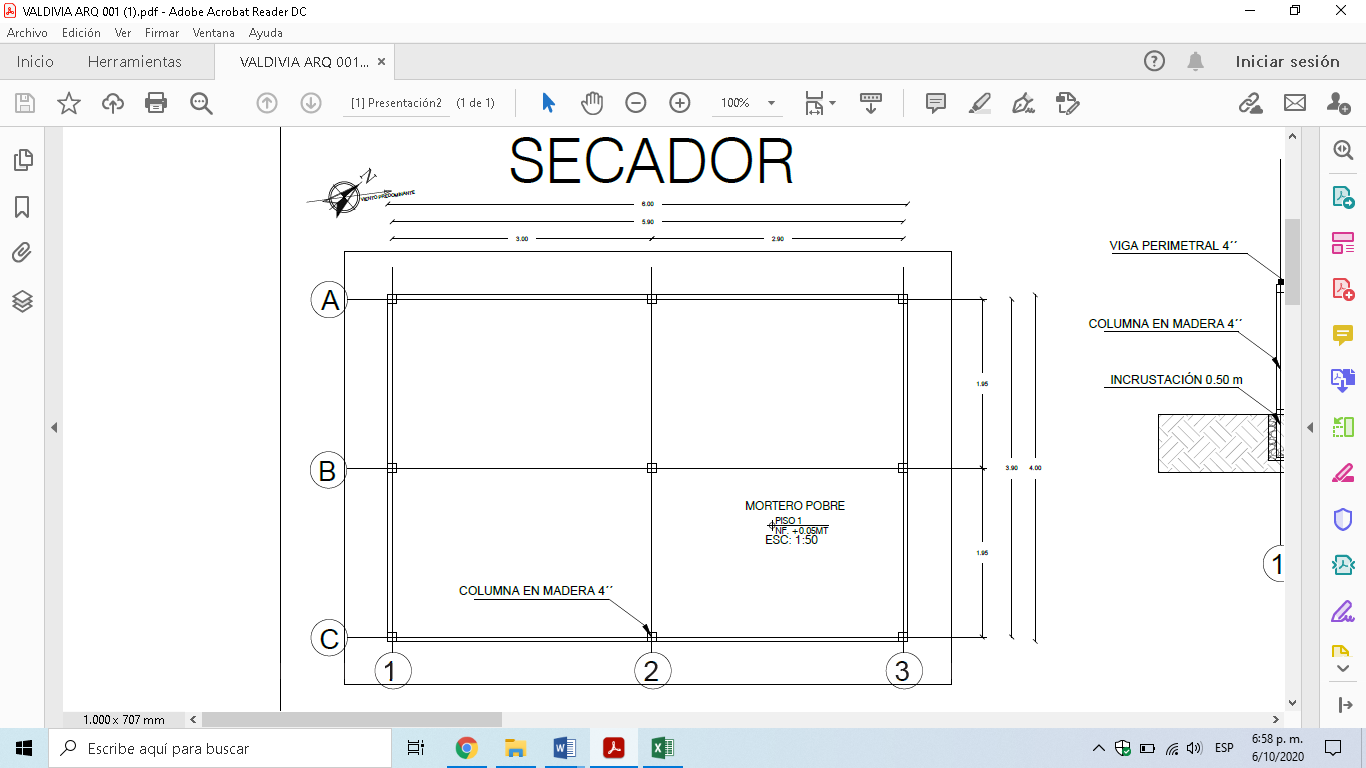 VALDIVIA ARQ 001 (1).pdf - Adobe Acrobat Reader DC
Archivo Edición Ver Firmar Ventana Ayuda
Inicio Herramientas VALDIVIA ARQ 001... × Iniciar sesión
[1] Presentación2 (1 de 1) 100%
SECADOR
N
VIENTO PREDOMINANTE
6.00
5.90
3.00 2.90
VIGA PERIMETRAL 4´´
A
COLUMNA EN MADERA 4´´
INCRUSTACIÓN 0.50 m
1.95
B
3.90 4.00
MORTERO POBRE
PISO 1
NF. +0.05MT
ESC: 1:50
1.95
1
COLUMNA EN MADERA 4´´
C
1 2 3
1.000 x 707 mm
Escribe aquí para buscar
ESP
6:58 p. m.
6/10/2020